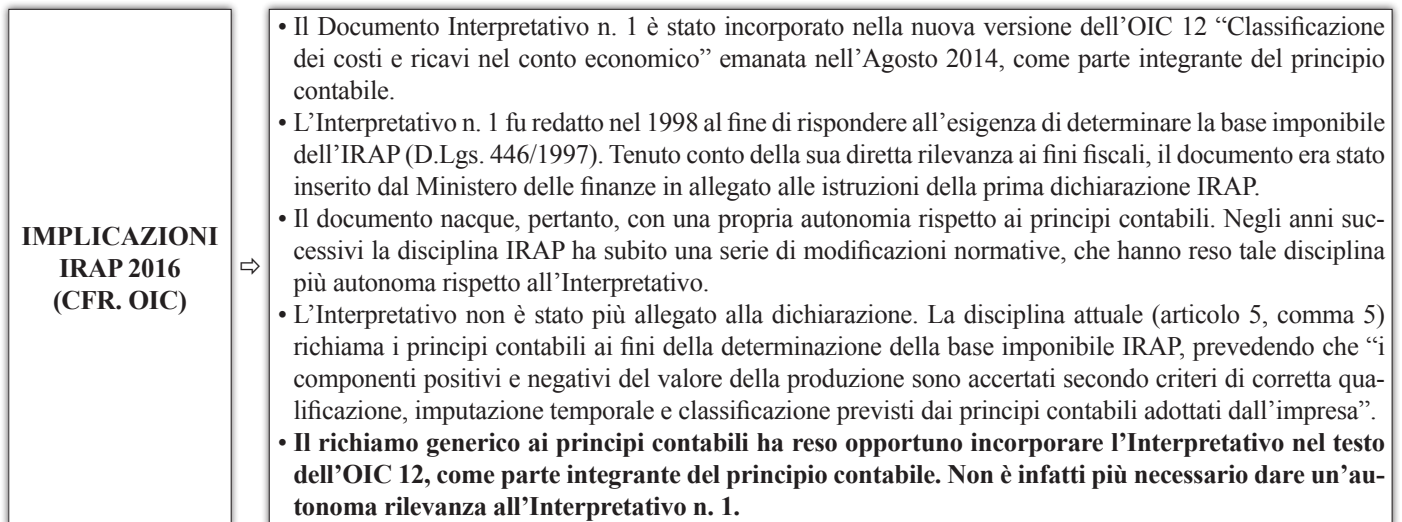 IMPLICAZIONI
IRAP 2016
(CFR. OIC)
⇨
• Il Documento Interpretativo n. 1 è stato incorporato nella nuova versione dell’OIC 12 “Classificazione
dei costi e ricavi nel conto economico” emanata nell’Agosto 2014, come parte integrante del principio
contabile.
• L’Interpretativo n. 1 fu redatto nel 1998 al fine di rispondere all’esigenza di determinare la base imponibile
dell’IRAP (D.Lgs. 446/1997). Tenuto conto della sua diretta rilevanza ai fini fiscali, il documento era stato
inserito dal Ministero delle finanze in allegato alle istruzioni della prima dichiarazione IRAP.
• Il documento nacque, pertanto, con una propria autonomia rispetto ai principi contabili. Negli anni suc-
cessivi la disciplina IRAP ha subito una serie di modificazioni normative, che hanno reso tale disciplina
più autonoma rispetto all’Interpretativo.
• L’Interpretativo non è stato più allegato alla dichiarazione. La disciplina attuale (articolo 5, comma 5)
richiama i principi contabili ai fini della determinazione della base imponibile IRAP, prevedendo che “i
componenti positivi e negativi del valore della produzione sono accertati secondo criteri di corretta qua-
lificazione, imputazione temporale e classificazione previsti dai principi contabili adottati dall’impresa”.
• Il richiamo generico ai principi contabili ha reso opportuno incorporare l’Interpretativo nel testo
dell’OIC 12, come parte integrante del principio contabile. Non è infatti più necessario dare un’au-
tonoma rilevanza all’Interpretativo n. 1.